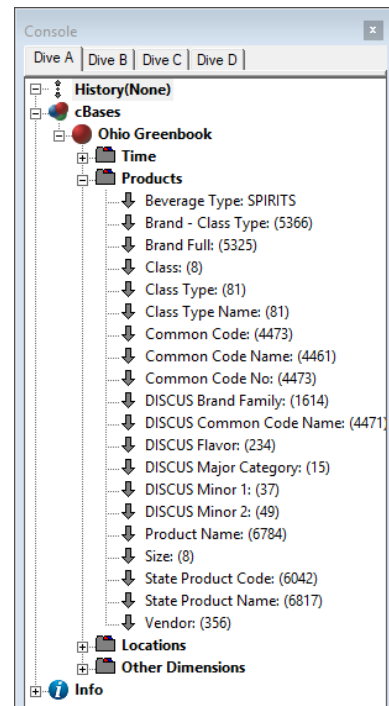 Console
x
Dive A Dive B Dive C Dive D
History(None)
cBases
Ohio Greenbook
Time
Products
Beverage Type: SPIRITS
Brand - Class Type: (5366)
Brand Full: (5325)
Class: (8)
Class Type: (81)
Class Type Name: (81)
Common Code: (4473)
Common Code Name: (4461)
Common Code No: (4473)
DISCUS Brand Family: (1614)
DISCUS Common Code Name: (4471)
DISCUS Flavor: (234)
DISCUS Major Category: (15)
DISCUS Minor 1: (37)
DISCUS Minor 2: (49)
Product Name: (6784)
Size: (8)
State Product Code: (6042)
State Product Name: (6817)
Vendor: (356)
Locations
Other Dimensions
Info